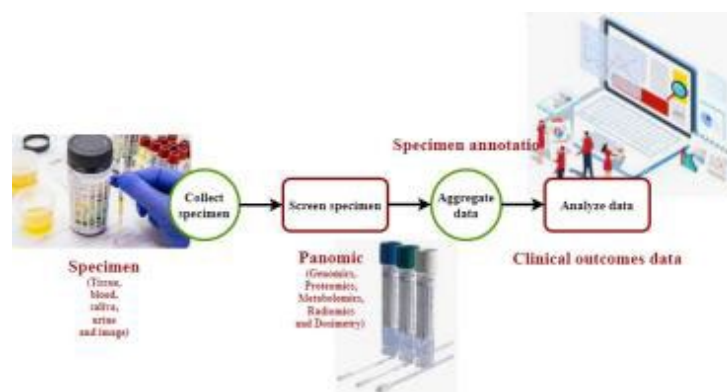 Specimen annotatio
Collect
specimen
Screen specimen
Aggregate
data
Analyze data
Specimen
(Tissue,
blood,
saliva,
urine
and image)
Panomic
(Genomics,
Proteomics,
Metabolomics,
Radiomics
and Dosimetry)
Clinical outcomes data